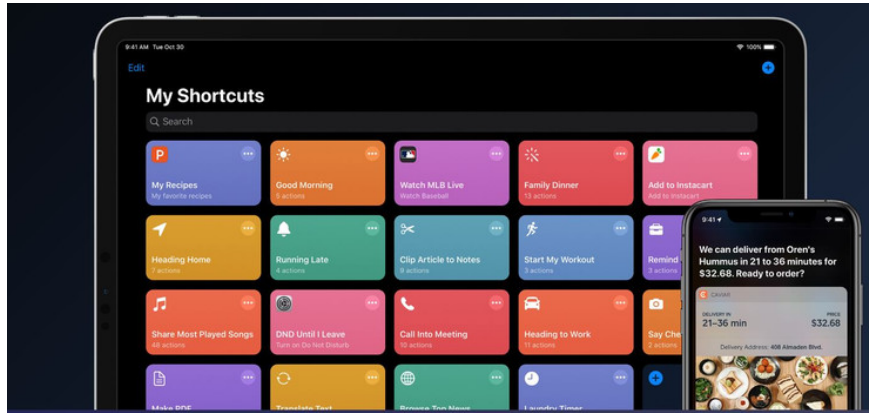 9:41 AM Tue Oct 30
100%
Edit
My Shortcuts
Search
P
My Recipes
My favorite recipes
Good Morning
5 actions
Watch MLB Live
Watch Baseball
Family Dinner
13 actions
Add to Instacart
Add to Instacart
Heading Home
7 actions
Running Late
4 actions
Clip Article to Notes
9 actions
Start My Workout
3 actions
Remind
3 actions
Share Most Played Songs
48 actions
DND Until I Leave
Turn on Do Not Disturb
Call Into Meeting
10 actions
Heading to Work
11 actions
Say Che
2 actions
Make PDF
Translate Text
Browse Top News
Laundry Timer
9:41
We can deliver from Oren's
Hummus in 21 to 36 minutes for
$32.68. Ready to order?
CAVIAR
DELIVERY IN
21–36 min
PRICE
$32.68
Delivery Address: 408 Almaden Blvd.